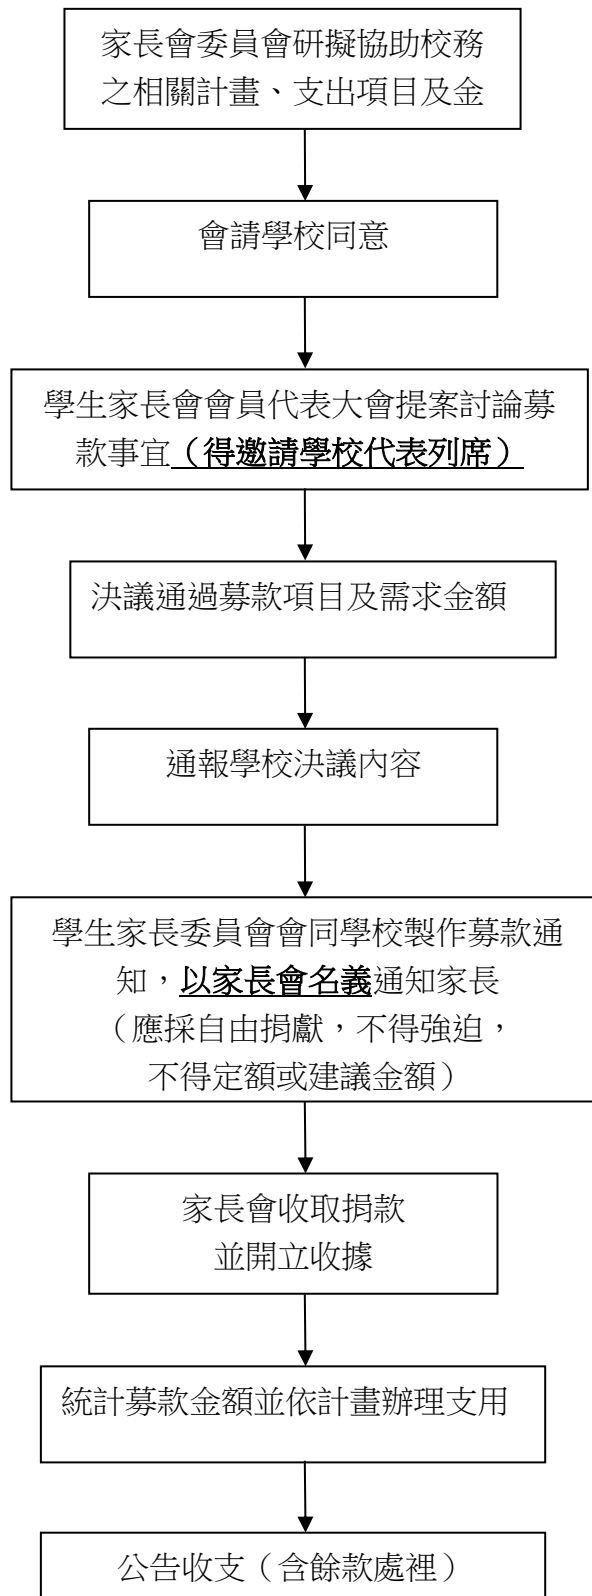 家長會委員會研擬協助校務
之相關計畫、支出項目及金
會請學校同意
學生家長會會員代表大會提案討論募
款事宜（得邀請學校代表列席）
決議通過募款項目及需求金額
通報學校決議內容
學生家長委員會會同學校製作募款通
知，以家長會名義通知家長
（應採自由捐獻，不得強迫，
不得定額或建議金額）
家長會收取捐款
並開立收據
統計募款金額並依計畫辦理支用
公告收支（含餘款處裡）